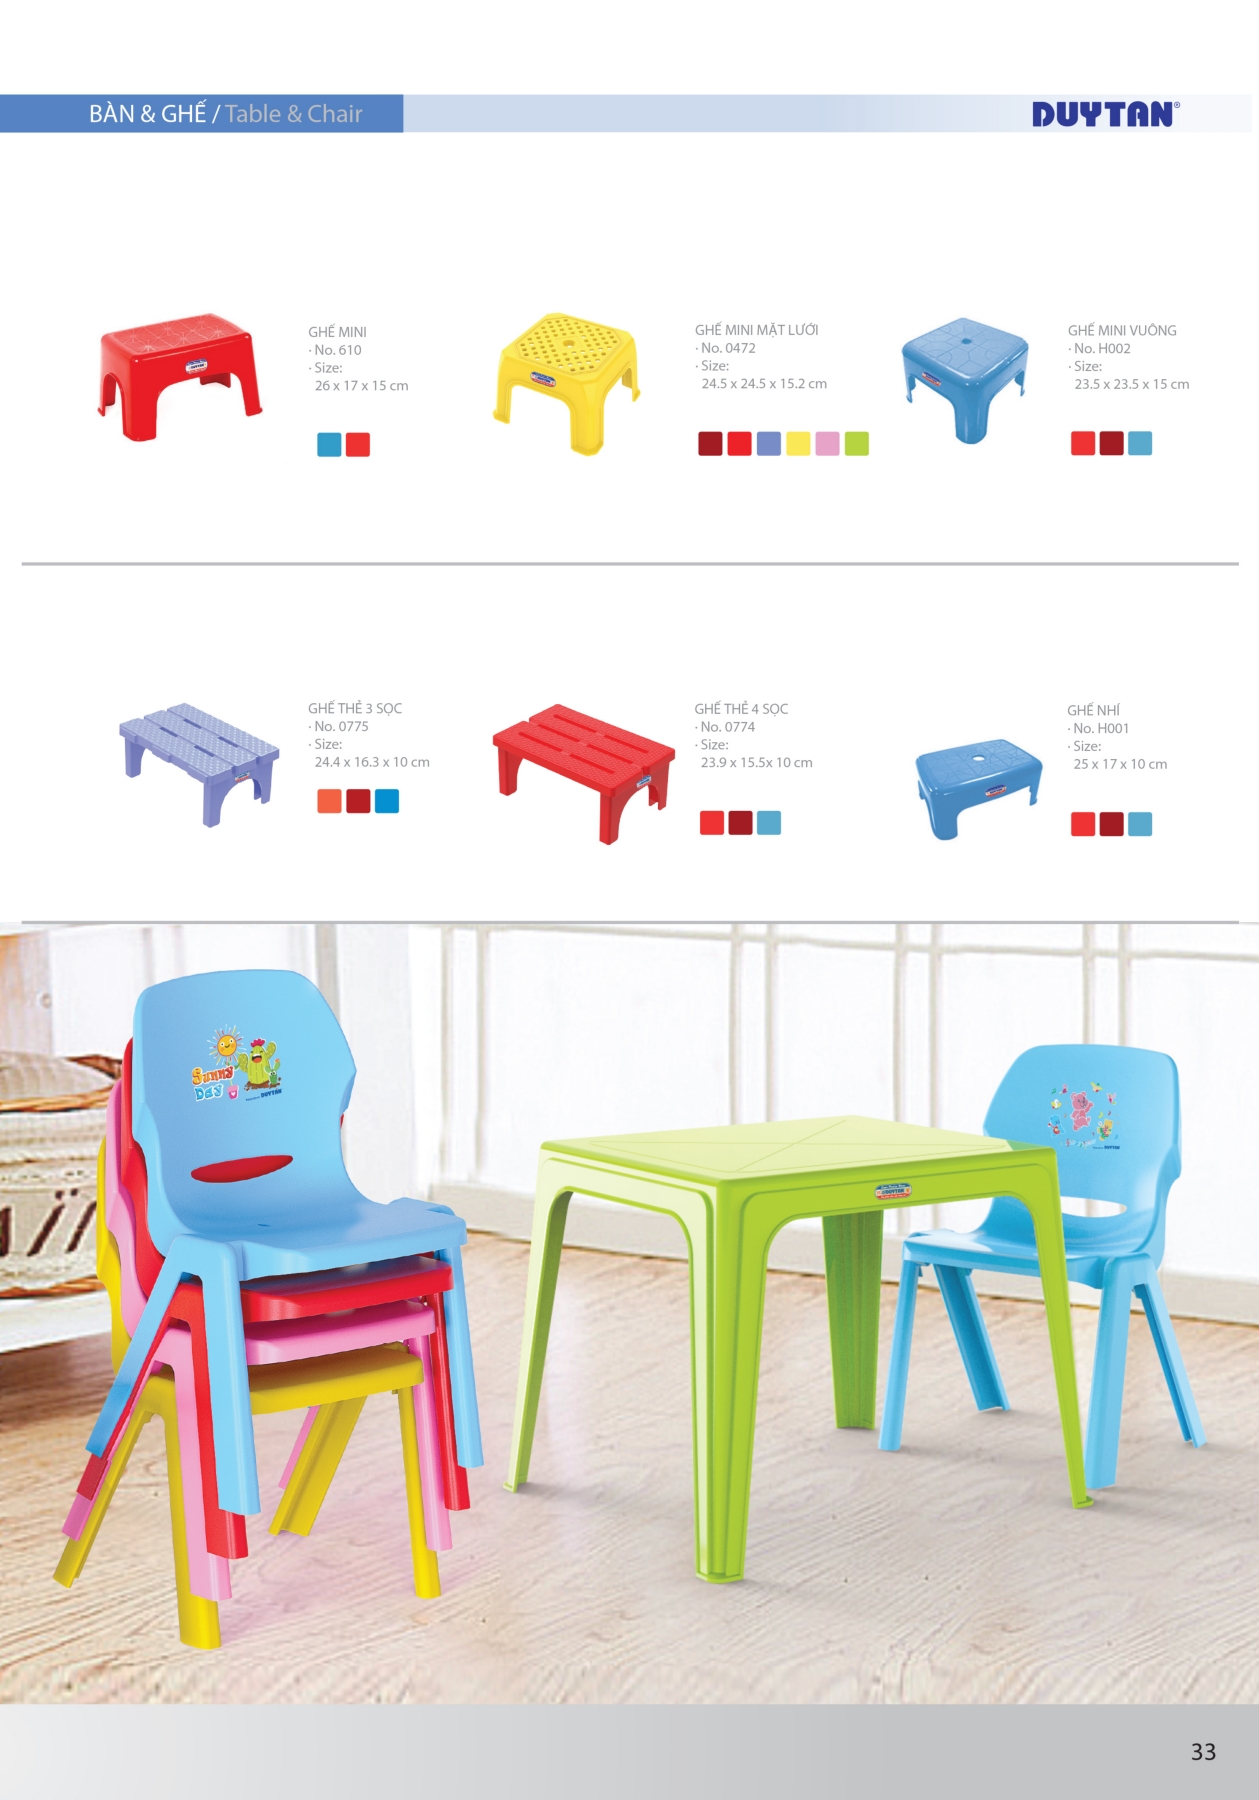 BÀN & GHẾ / Table & Chair
DUYTAN®
GHẾ MINI
· No. 610
· Size:
26 x 17 x 15 cm
GHẾ MINI MẶT LƯỚI
· No. 0472
· Size:
24.5 x 24.5 x 15.2 cm
GHẾ MINI VUÔNG
· No. H002
· Size:
23.5 x 23.5 x 15 cm
GHẾ THẺ 3 SỌC
· No. 0775
· Size:
24.4 x 16.3 x 10 cm
GHẾ THẺ 4 SỌC
· No. 0774
· Size:
23.9 x 15.5x 10 cm
GHẾ NHÍ
· No. H001
· Size:
25 x 17 x 10 cm
Sunny
Day
DUYTAN
DUYTAN
DUYTAN
33